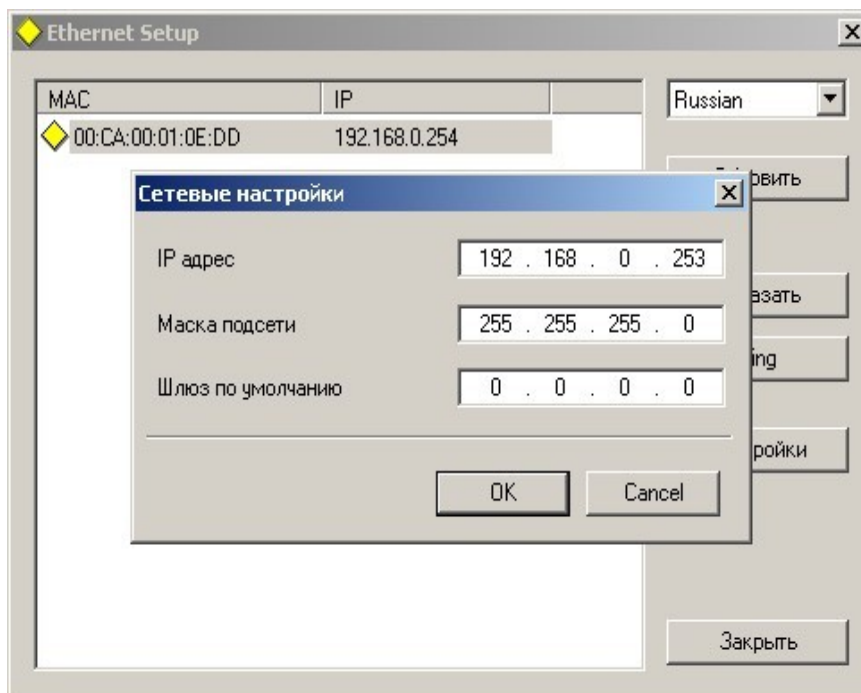 Ethernet Setup
MAC IP
Russian
00:CA:00:01:0E:DD 192.168.0.254
Сетевые настройки
IP адрес 192 . 168 . 0 . 253
Маска подсети 255 . 255 . 255 . 0
Шлюз по умолчанию 0 . 0 . 0 . 0
OK Cancel
Закрыть